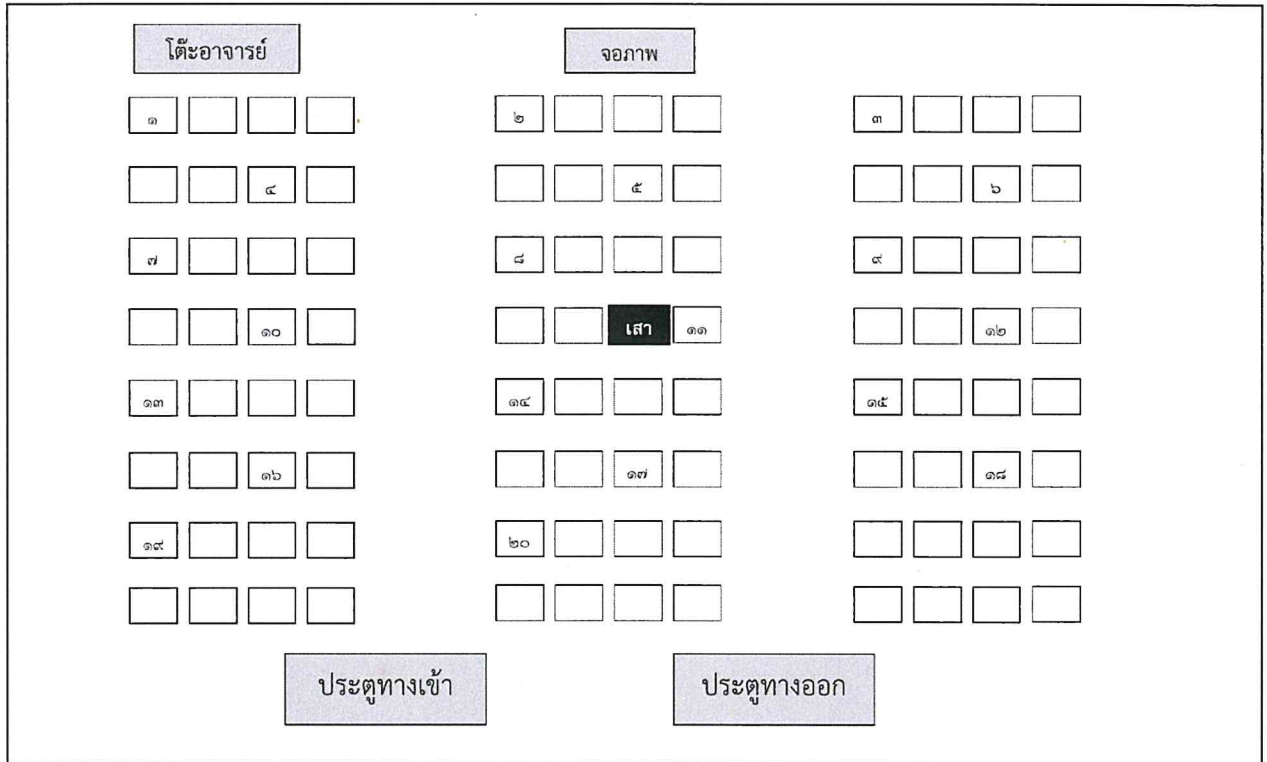 โต๊ะอาจารย์ จอภาพ
๑ ๒ ๓
๔ ๕ ๖
๗ ๘ ๙
๑๐ เสา ๑๑ ๑๒
๑๓ ๑๔ ๑๕
๑๖ ๑๗ ๑๘
๑๙ ๒๐
ประตูทางเข้า ประตูทางออก